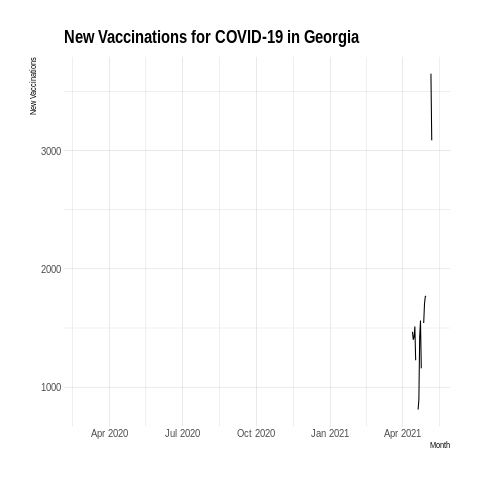 New Vaccinations for COVID-19 in Georgia
New Vaccinations
3000
2000
1000
Apr 2020 Jul 2020 Oct 2020 Jan 2021 Apr 2021
Month